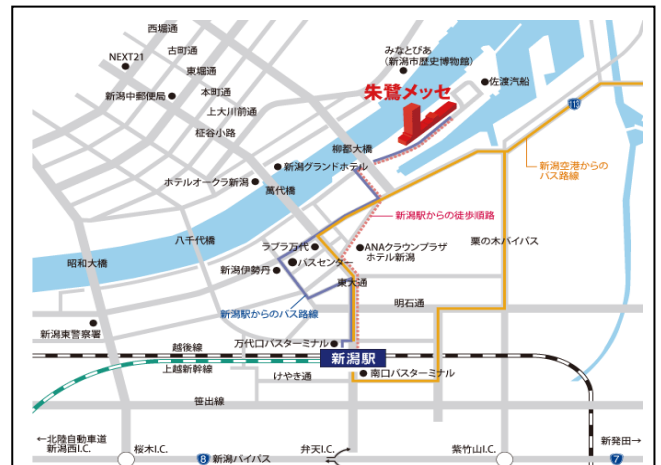 西堀通
古町通
NEXT21
東堀通
みなとぴあ
(新潟市歴史博物館)
本町通
新潟中郵便局
佐渡汽船
朱鷺メッセ
上大川前通
113
柾谷小路
柳都大橋
新潟グランドホテル
新潟空港からの
バス路線
ホテルオークラ新潟
萬代橋
新潟駅からの徒歩順路
八千代橋
ラブラ万代
ANAクラウンプラザ
ホテル新潟
栗の木バイパス
昭和大橋
新潟伊勢丹
バスセンター
東大通
新潟駅からのバス路線
明石通
新潟東警察署
万代口バスターミナル
越後線
新潟駅
上越新幹線
けやき通
南口バスターミナル
笹出線
←北陸自動車道
新潟西I.C.
桜木I.C.
8
新潟バイパス
弁天I.C.
紫竹山I.C.
新発田→
7